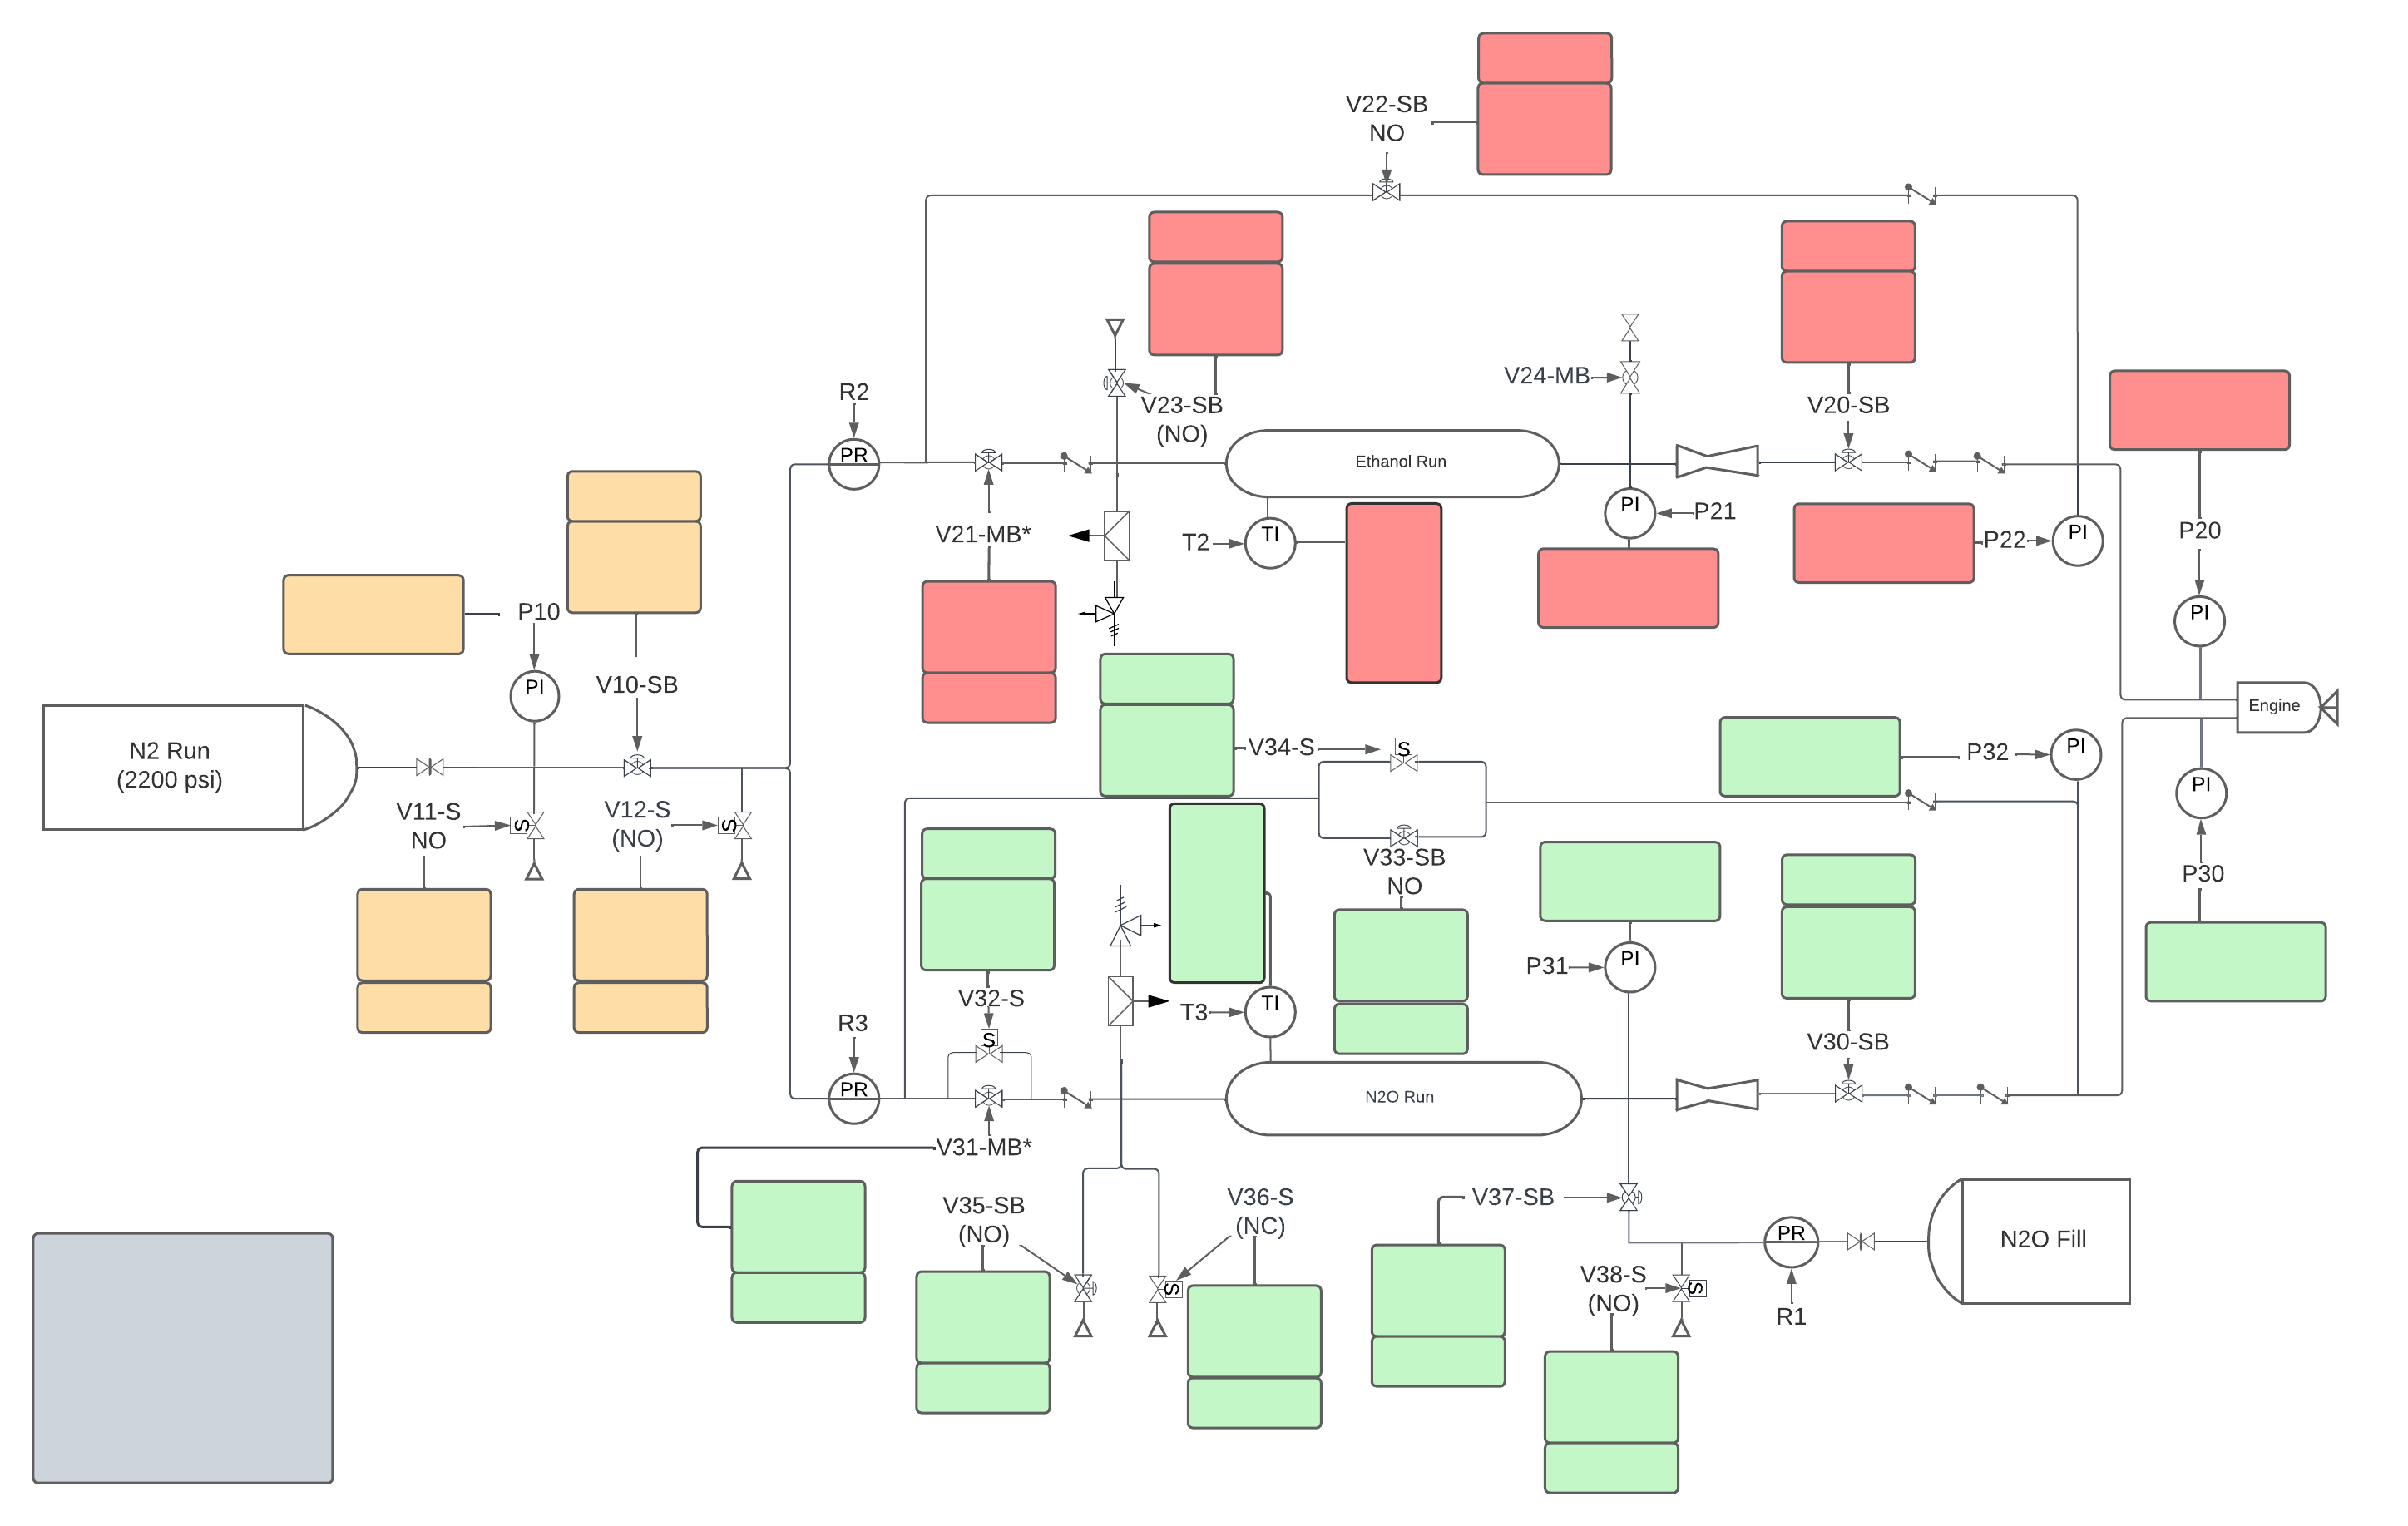 V22-SB
NO
R2
V23-SB
(NO)
V24-MB
V20-SB
PR
Ethanol Run
V21-MB*
T2
TI
PI
P21
P22
PI
P20
PI
P10
PI
V10-SB
N2 Run
(2200 psi)
V11-S
NO
S
V12-S
(NO)
S
V34-S
S
V33-SB
NO
P32
PI
Engine
PI
P30
P31
PI
V32-S
S
T3
TI
R3
PR
V31-MB*
N2O Run
V30-SB
V35-SB
(NO)
V36-S
(NC)
S
V37-SB
V38-S
(NO)
S
PR
R1
N2O Fill